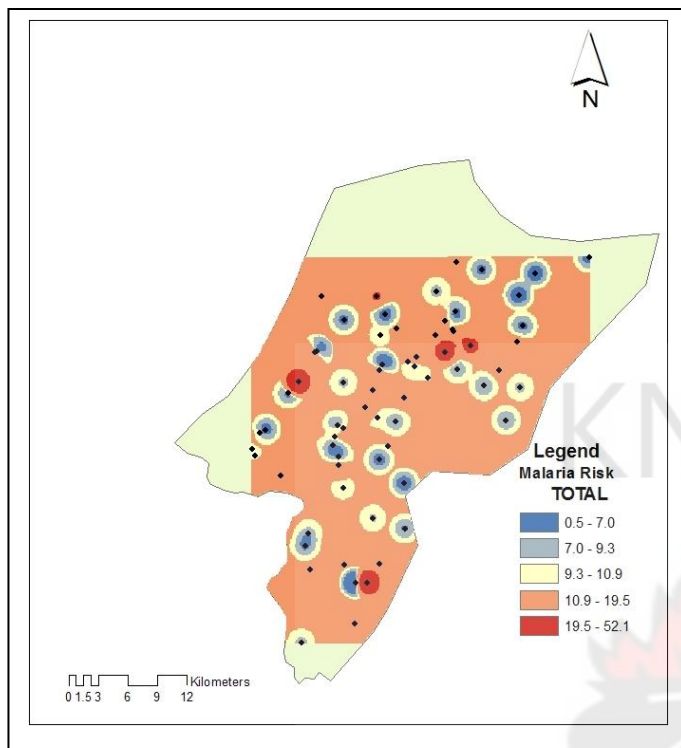 N
KN
Legend
Malaria Risk
TOTAL
0.5 - 7.0
7.0 - 9.3
9.3 - 10.9
10.9 - 19.5
19.5 - 52.1
Kilometers
0 1.5 3 6 9 12